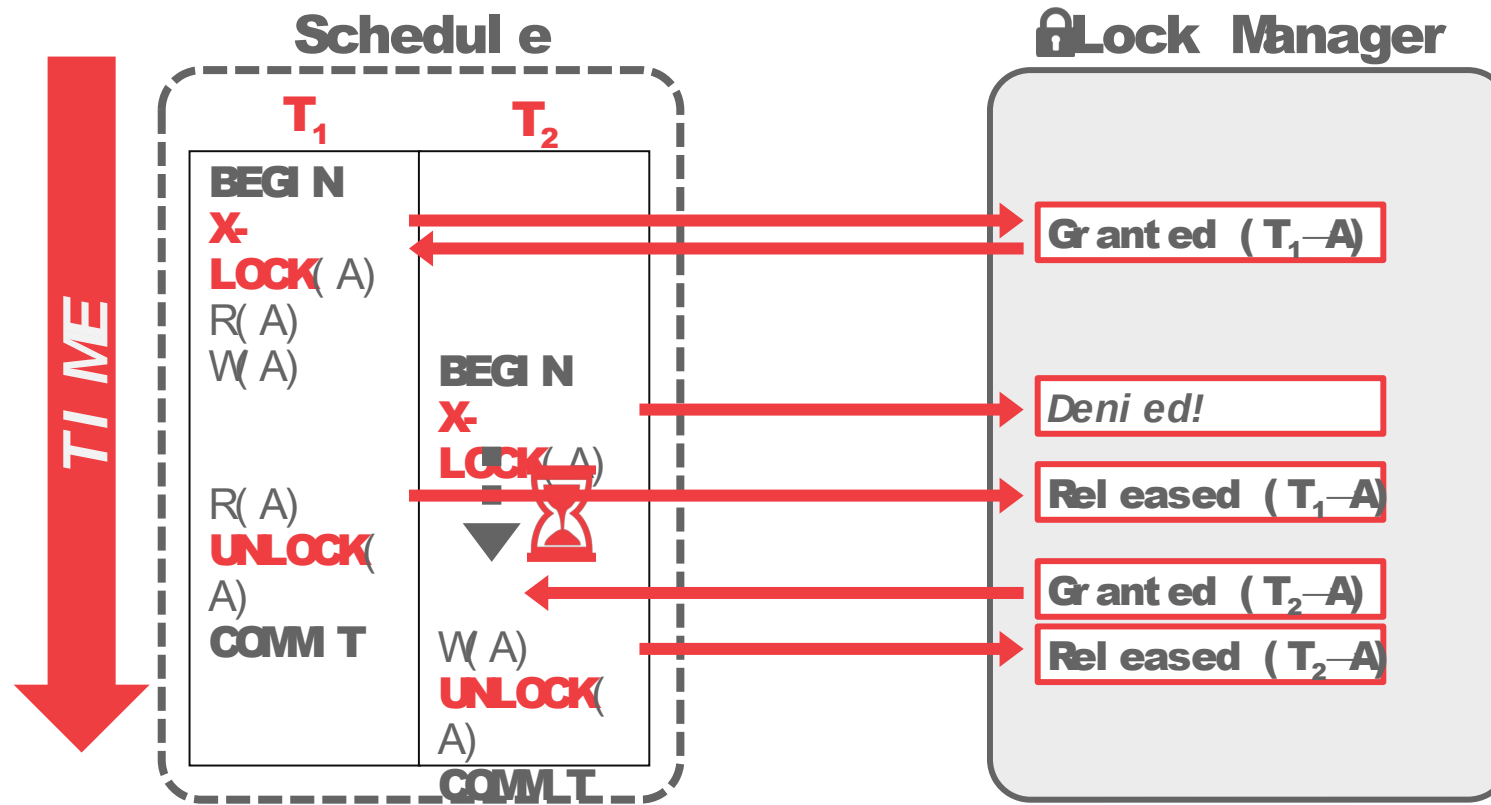 Schedule
Lock Manager
TIME
T₁
T₂
BEGIN
X-
LOCK(A)
R(A)
W(A)
R(A)
UNLOCK(
A)
COMMIT
BEGIN
X-
LOCK(A)
W(A)
UNLOCK(
A)
COMMIT
Granted (T₁→A)
Denied!
Released (T₁→A)
Granted (T₂→A)
Released (T₂→A)